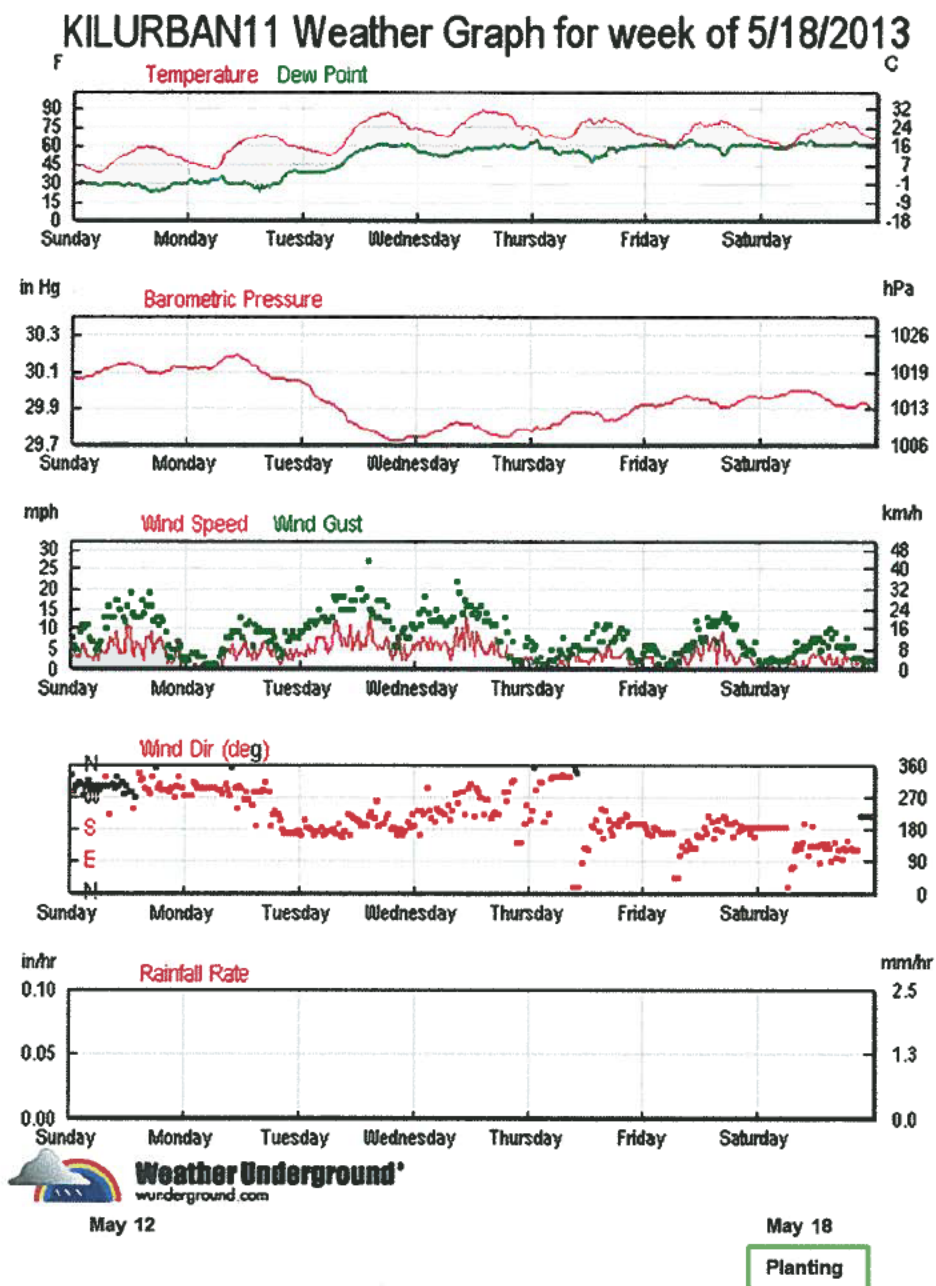 KILURBAN11 Weather Graph for week of 5/18/2013
F Temperature Dew Point C
90 32
75 24
60 16
45 7
30 -1
15 -9
0 -18
Sunday Monday Tuesday Wednesday Thursday Friday Saturday
in Hg Barometric Pressure hPa
30.3 1026
30.1 1019
29.9 1013
29.7 1006
Sunday Monday Tuesday Wednesday Thursday Friday Saturday
mph Wind Speed Wind Gust km/h
30 48
25 40
20 32
15 24
10 16
5 8
0 0
Sunday Monday Tuesday Wednesday Thursday Friday Saturday
Wind Dir (deg)
N 360
W 270
S 180
E 90
N 0
Sunday Monday Tuesday Wednesday Thursday Friday Saturday
in/hr Rainfall Rate mm/hr
0.10 2.5
0.05 1.3
0.00 0.0
Sunday Monday Tuesday Wednesday Thursday Friday Saturday
Weather Underground®
wunderground.com
May 12 May 18
Planting